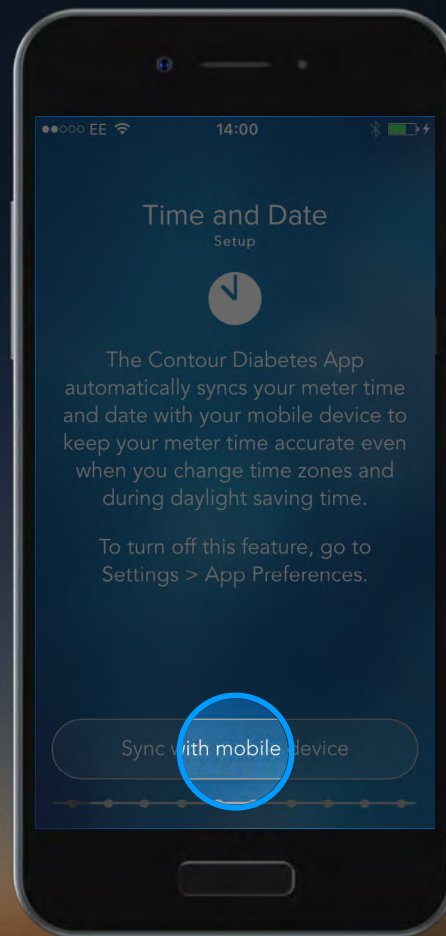 EE 14:00
Time and Date
Setup
The Contour Diabetes App
automatically syncs your meter time
and date with your mobile device to
keep your meter time accurate even
when you change time zones and
during daylight saving time.
To turn off this feature, go to
Settings > App Preferences.
Sync with mobile device